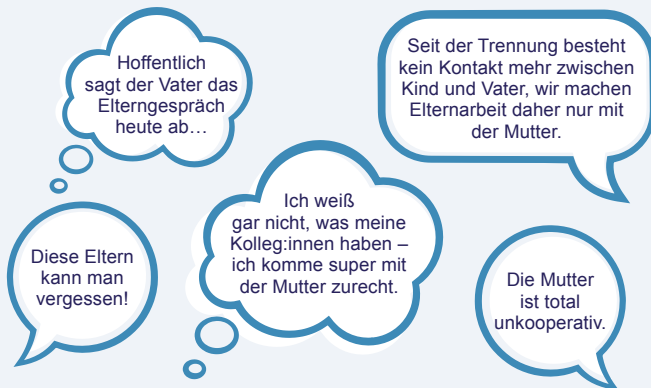 Hoffentlich
sagt der Vater das
Elterngespräch
heute ab…
Seit der Trennung besteht
kein Kontakt mehr zwischen
Kind und Vater, wir machen
Elternarbeit daher nur mit
der Mutter.
Ich weiß
gar nicht, was meine
Kolleg:innen haben –
ich komme super mit
der Mutter zurecht.
Diese Eltern
kann man
vergessen!
Die Mutter
ist total
unkooperativ.